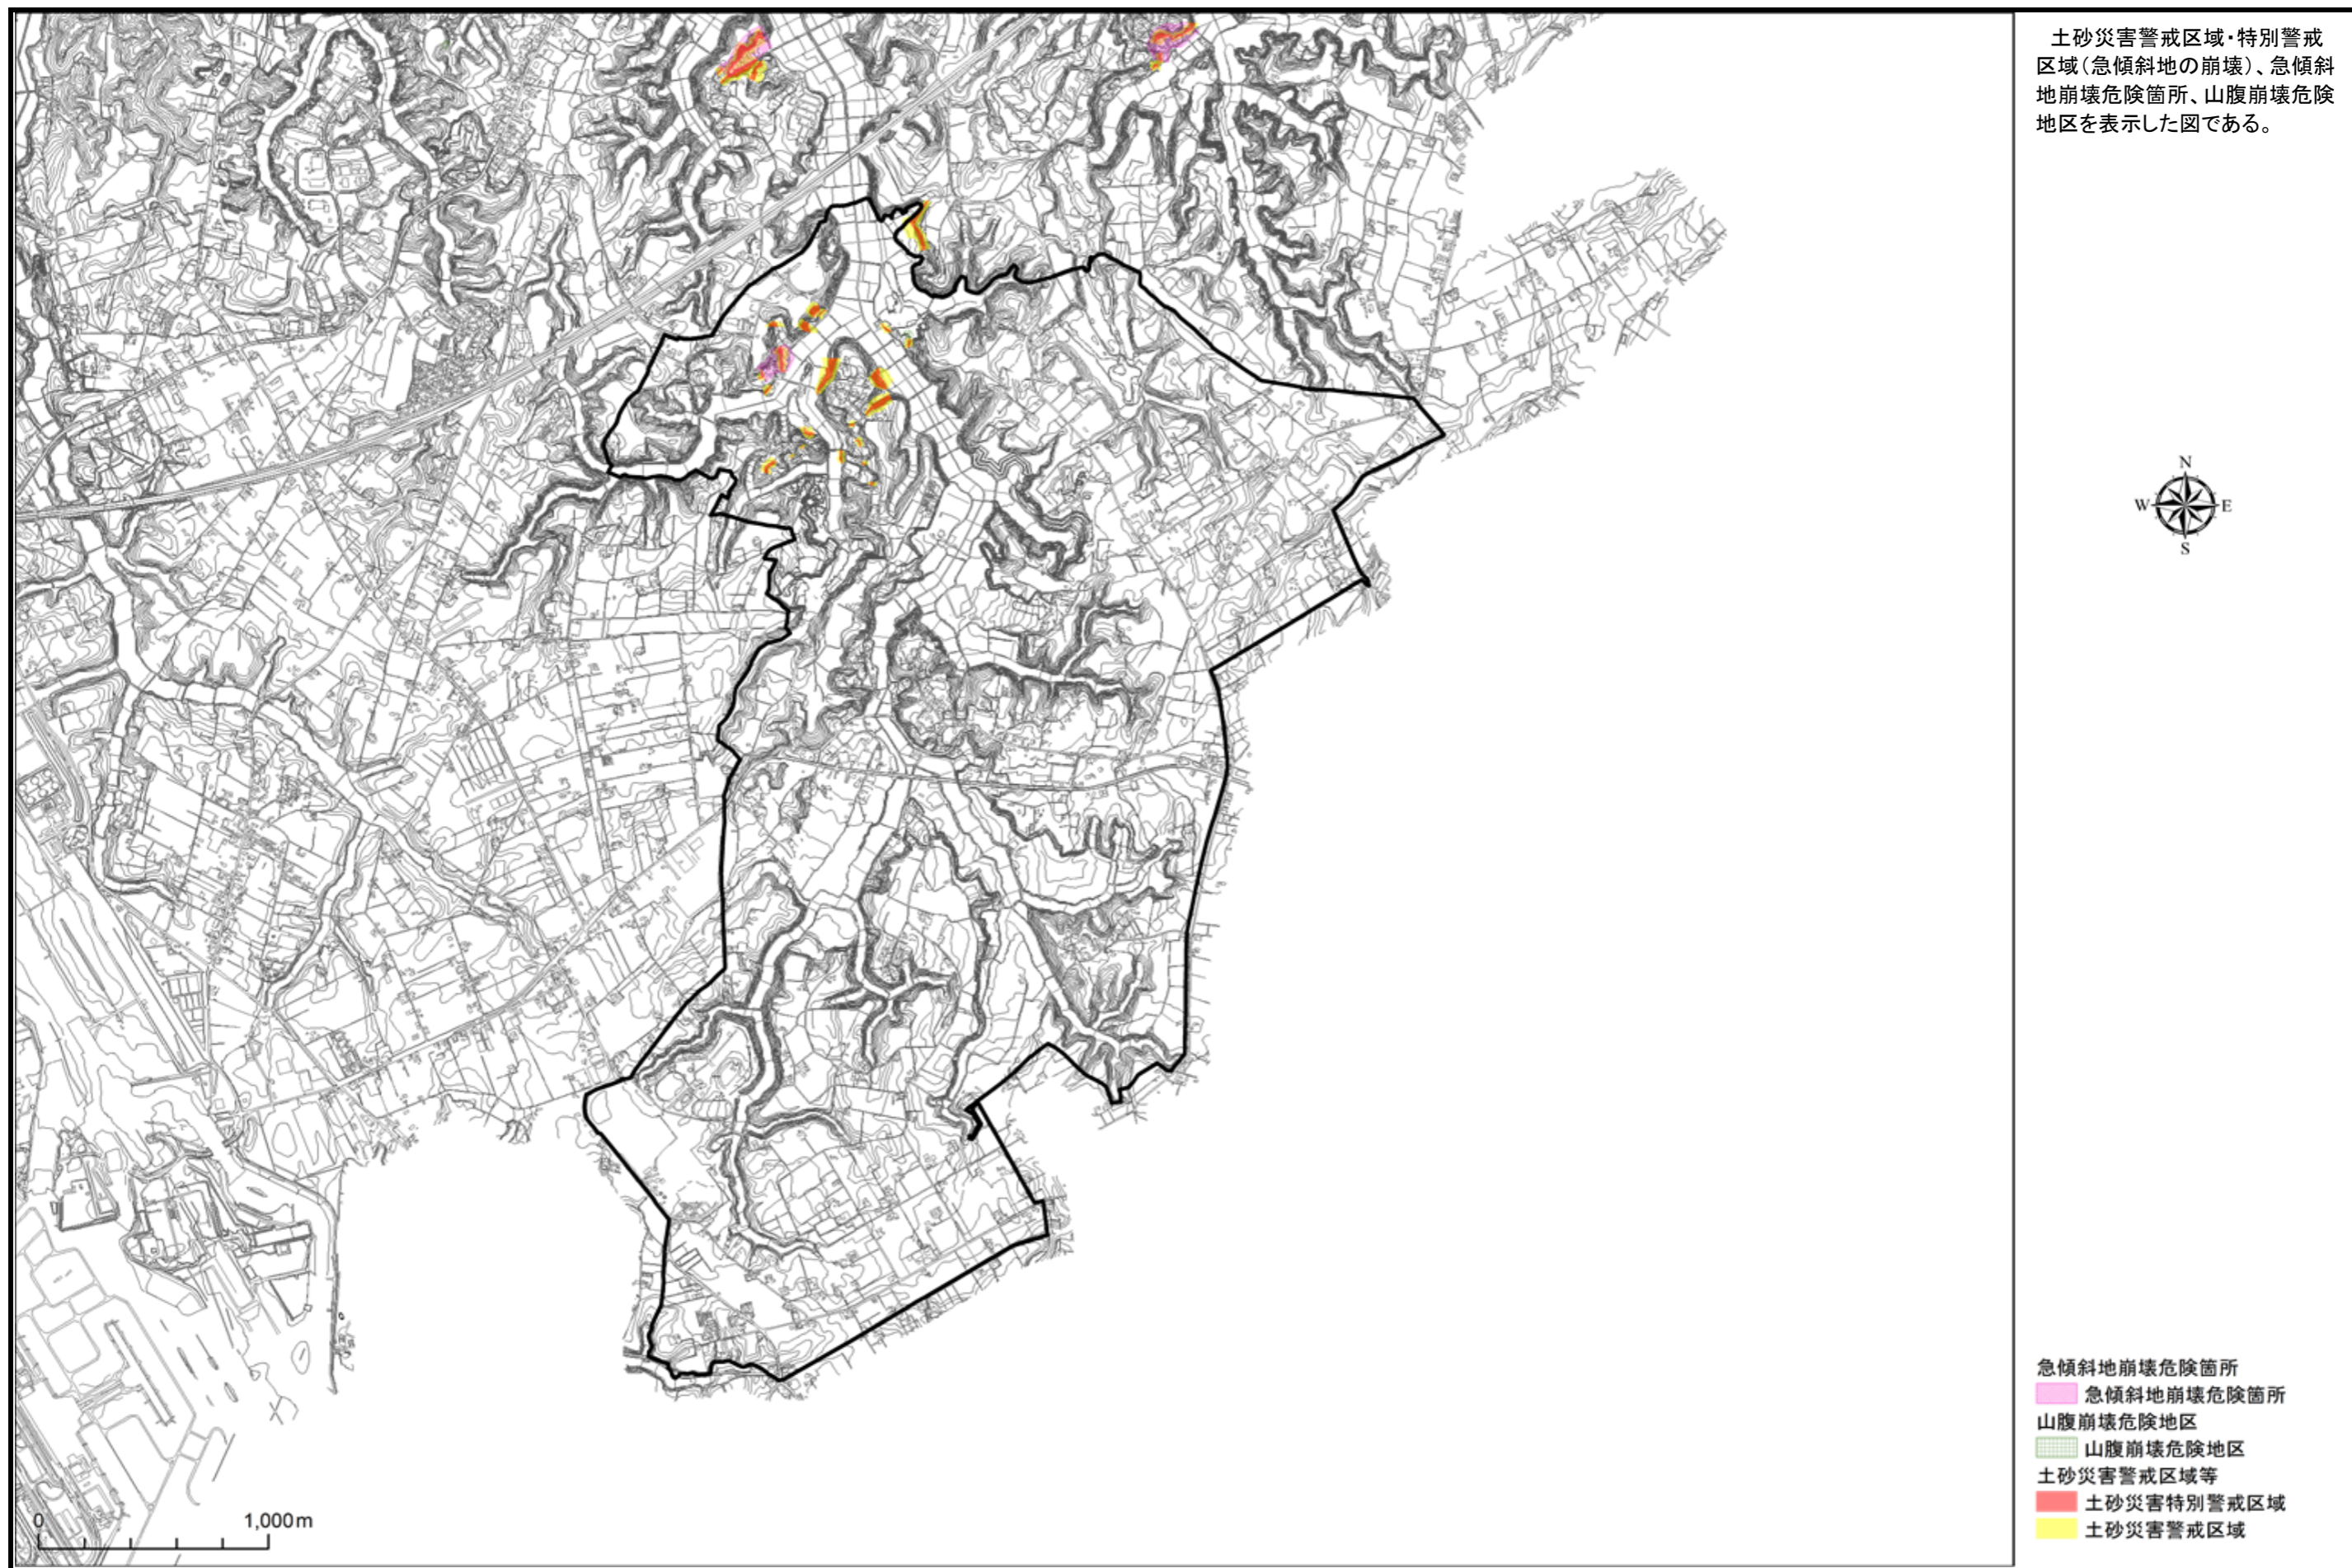 土砂災害警戒区域・特別警戒
区域（急傾斜地の崩壊）、急傾斜
地崩壊危険箇所、山腹崩壊危険
地区を表示した図である。
N
W E
S
急傾斜地崩壊危険箇所
急傾斜地崩壊危険箇所
山腹崩壊危険地区
山腹崩壊危険地区
土砂災害警戒区域等
土砂災害特別警戒区域
土砂災害警戒区域
0 1,000m